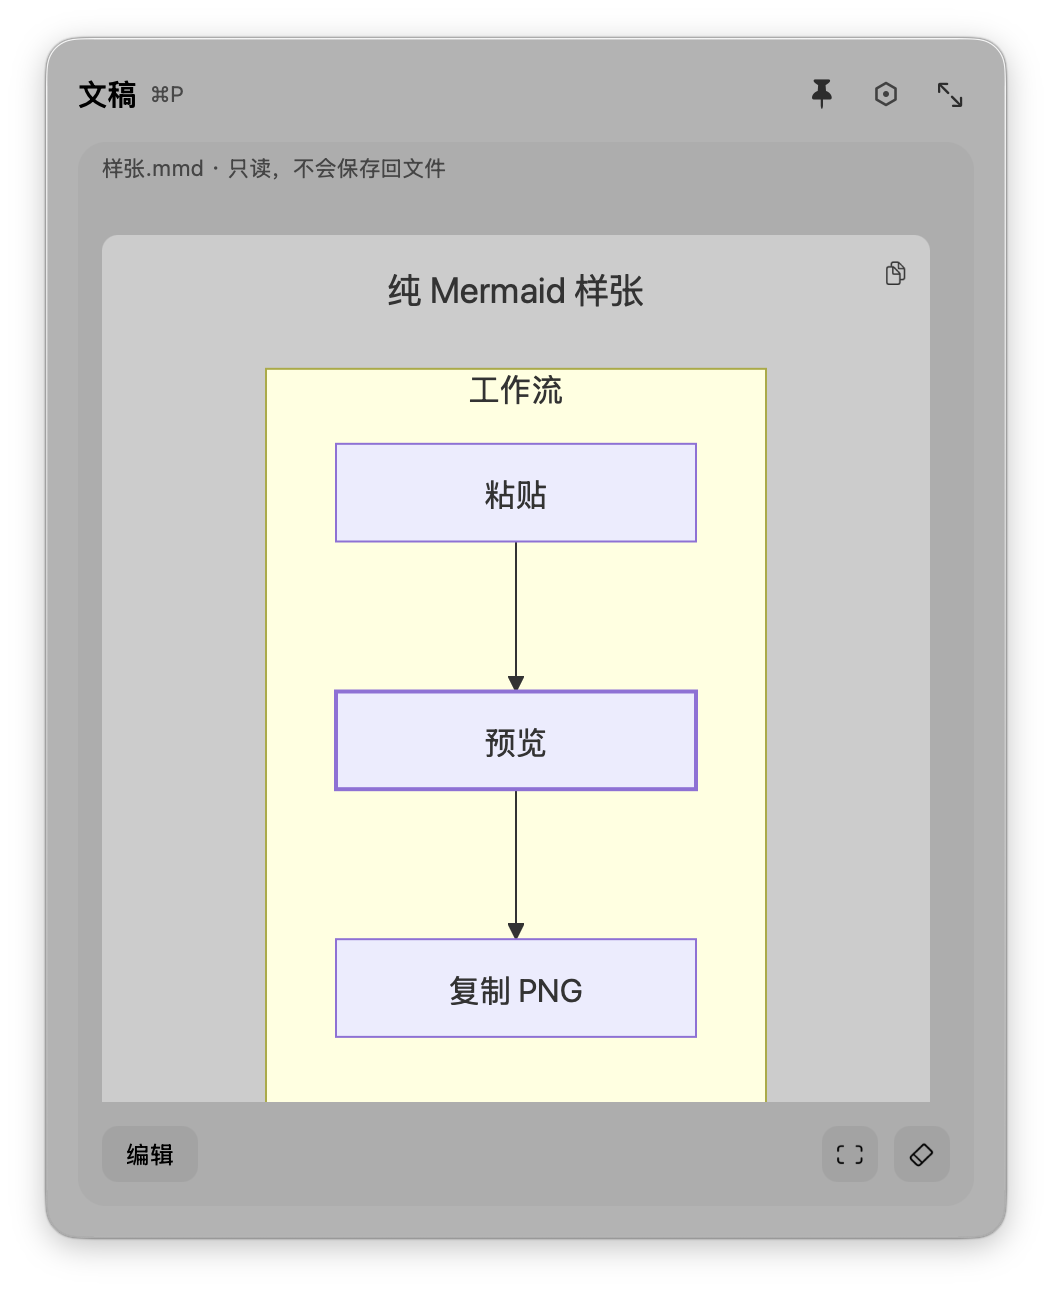 文稿 ⌘P
样张.mmd · 只读，不会保存回文件
纯 Mermaid 样张
工作流
粘贴
预览
复制 PNG
编辑